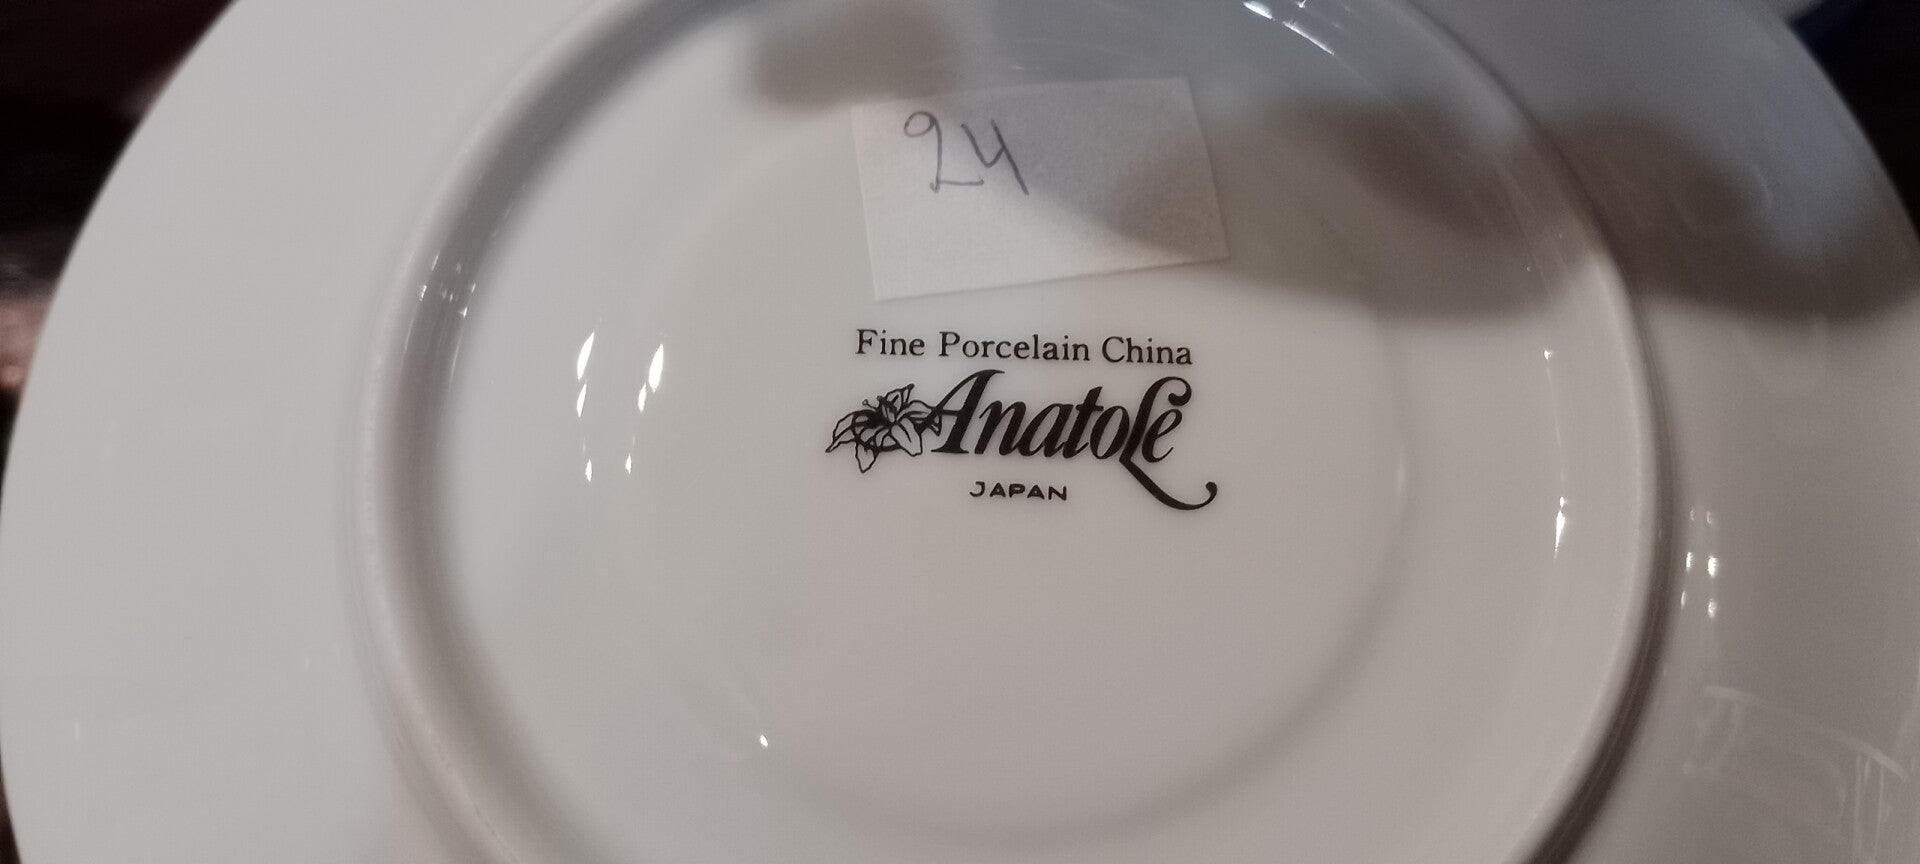 24
Fine Porcelain China
Anatole
JAPAN